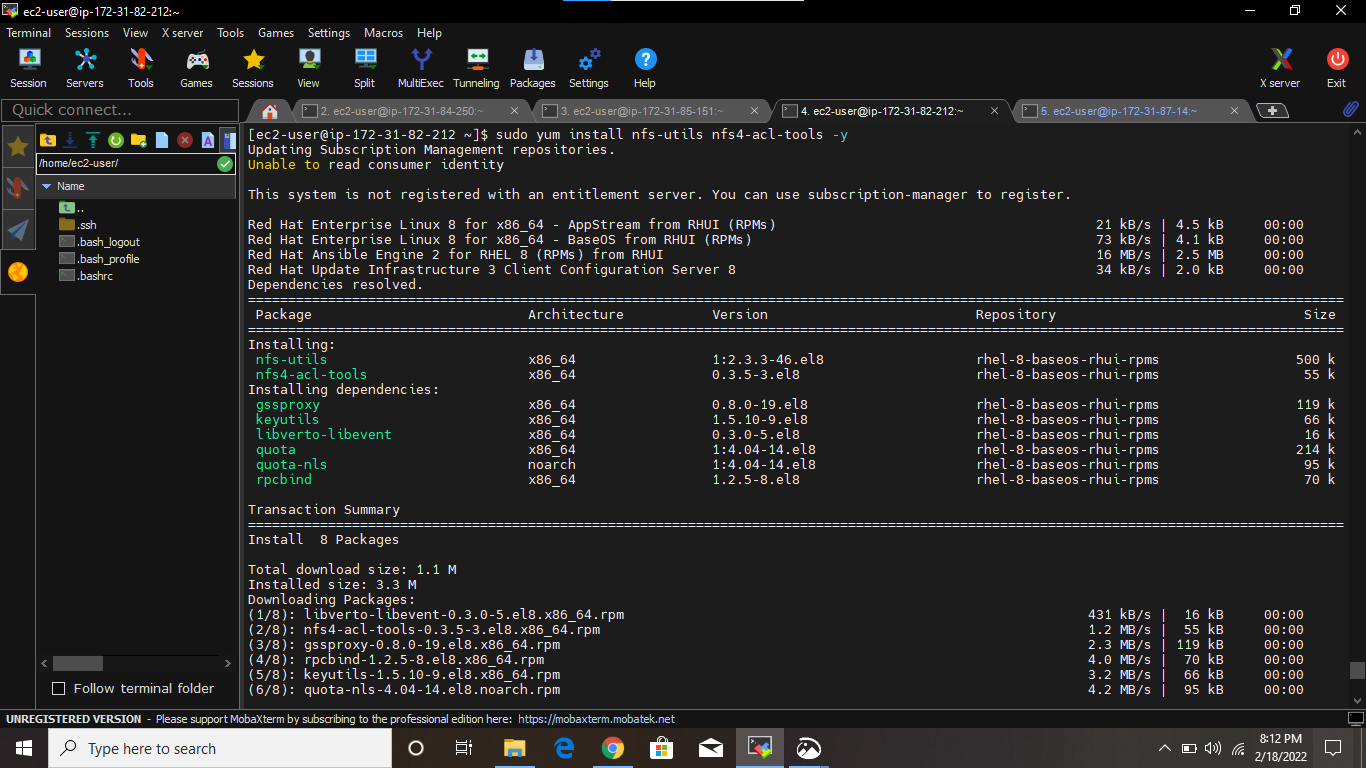 ec2-user@ip-172-31-82-212:~
Terminal Sessions View X server Tools Games Settings Macros Help
Session Servers Tools Games Sessions View Split MultiExec Tunneling Packages Settings Help X server Exit
Quick connect...
2. ec2-user@ip-172-31-84-250:~
3. ec2-user@ip-172-31-85-151:~
4. ec2-user@ip-172-31-82-212:~
5. ec2-user@ip-172-31-87-14:~
/home/ec2-user/
Name
..
.ssh
.bash_logout
.bash_profile
.bashrc
Follow terminal folder
[ec2-user@ip-172-31-82-212 ~]$ sudo yum install nfs-utils nfs4-acl-tools -y
Updating Subscription Management repositories.
Unable to read consumer identity
This system is not registered with an entitlement server. You can use subscription-manager to register.
Red Hat Enterprise Linux 8 for x86_64 - AppStream from RHUI (RPMs) 21 kB/s | 4.5 kB 00:00
Red Hat Enterprise Linux 8 for x86_64 - BaseOS from RHUI (RPMs) 73 kB/s | 4.1 kB 00:00
Red Hat Ansible Engine 2 for RHEL 8 (RPMs) from RHUI 16 MB/s | 2.5 MB 00:00
Red Hat Update Infrastructure 3 Client Configuration Server 8 34 kB/s | 2.0 kB 00:00
Dependencies resolved.
Package Architecture Version Repository Size
Installing:
nfs-utils x86_64 1:2.3.3-46.el8 rhel-8-baseos-rhui-rpms 500 k
nfs4-acl-tools x86_64 0.3.5-3.el8 rhel-8-baseos-rhui-rpms 55 k
Installing dependencies:
gssproxy x86_64 0.8.0-19.el8 rhel-8-baseos-rhui-rpms 119 k
keyutils x86_64 1.5.10-9.el8 rhel-8-baseos-rhui-rpms 66 k
libverto-libevent x86_64 0.3.0-5.el8 rhel-8-baseos-rhui-rpms 16 k
quota x86_64 1:4.04-14.el8 rhel-8-baseos-rhui-rpms 214 k
quota-nls noarch 1:4.04-14.el8 rhel-8-baseos-rhui-rpms 95 k
rpcbind x86_64 1.2.5-8.el8 rhel-8-baseos-rhui-rpms 70 k
Transaction Summary
Install 8 Packages
Total download size: 1.1 M
Installed size: 3.3 M
Downloading Packages:
(1/8): libverto-libevent-0.3.0-5.el8.x86_64.rpm 431 kB/s | 16 kB 00:00
(2/8): nfs4-acl-tools-0.3.5-3.el8.x86_64.rpm 1.2 MB/s | 55 kB 00:00
(3/8): gssproxy-0.8.0-19.el8.x86_64.rpm 2.3 MB/s | 119 kB 00:00
(4/8): rpcbind-1.2.5-8.el8.x86_64.rpm 4.0 MB/s | 70 kB 00:00
(5/8): keyutils-1.5.10-9.el8.x86_64.rpm 3.2 MB/s | 66 kB 00:00
(6/8): quota-nls-4.04-14.el8.noarch.rpm 4.2 MB/s | 95 kB 00:00
UNREGISTERED VERSION - Please support MobaXterm by subscribing to the professional edition here: https://mobaxterm.mobatek.net
Type here to search
8:12 PM
2/18/2022